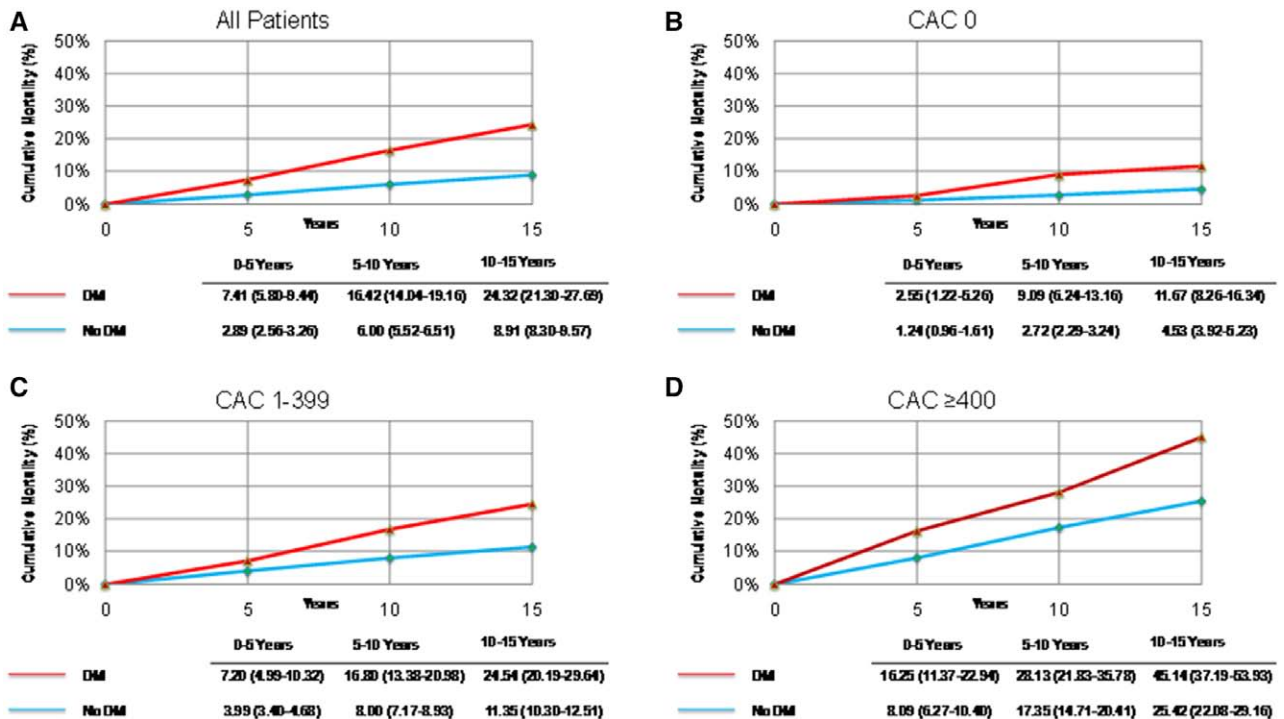 A All Patients
Cumulative Mortality (%)
50%
40%
30%
20%
10%
0%
0 5 10 15
Years
0-5 Years 5-10 Years 10-15 Years
DM 7.41 (5.80-9.44) 16.42 (14.04-19.16) 24.32 (21.30-27.69)
No DM 2.89 (2.56-3.26) 6.00 (5.52-6.51) 8.91 (8.30-9.57)
B CAC 0
Cumulative Mortality (%)
50%
40%
30%
20%
10%
0%
0 5 10 15
Years
0-5 Years 5-10 Years 10-15 Years
DM 2.55 (1.22-5.26) 9.09 (6.24-13.16) 11.67 (8.26-16.34)
No DM 1.24 (0.96-1.61) 2.72 (2.29-3.24) 4.53 (3.92-5.23)
C CAC 1-399
Cumulative Mortality (%)
50%
40%
30%
20%
10%
0%
0 5 10 15
Years
0-5 Years 5-10 Years 10-15 Years
DM 7.20 (4.99-10.32) 16.80 (13.38-20.98) 24.54 (20.19-29.64)
No DM 3.99 (3.40-4.68) 8.00 (7.17-8.93) 11.35 (10.30-12.51)
D CAC ≥400
Cumulative Mortality (%)
50%
40%
30%
20%
10%
0%
0 5 10 15
Years
0-5 Years 5-10 Years 10-15 Years
DM 16.25 (11.37-22.94) 28.13 (21.83-35.78) 45.14 (37.19-53.93)
No DM 8.09 (6.27-10.40) 17.35 (14.71-20.41) 25.42 (22.08-29.16)